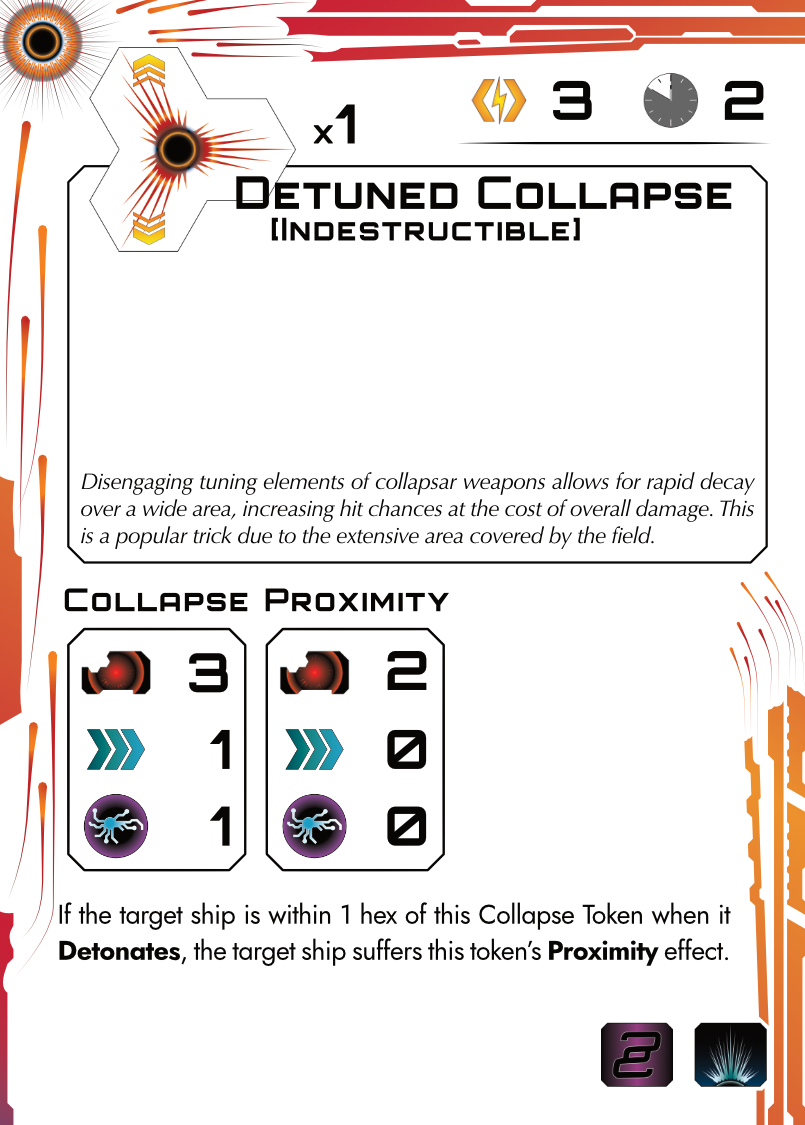 x1 3 2
Detuned Collapse
[Indestructible]
Disengaging tuning elements of collapsar weapons allows for rapid decay
over a wide area, increasing hit chances at the cost of overall damage. This
is a popular trick due to the extensive area covered by the field.
Collapse Proximity
3 2
1 0
1 0
If the target ship is within 1 hex of this Collapse Token when it
Detonates, the target ship suffers this token's Proximity effect.
2